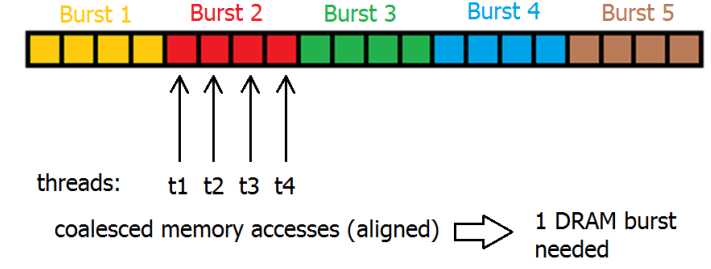 Burst 1 Burst 2 Burst 3 Burst 4 Burst 5
threads: t1 t2 t3 t4
coalesced memory accesses (aligned)
1 DRAM burst
needed